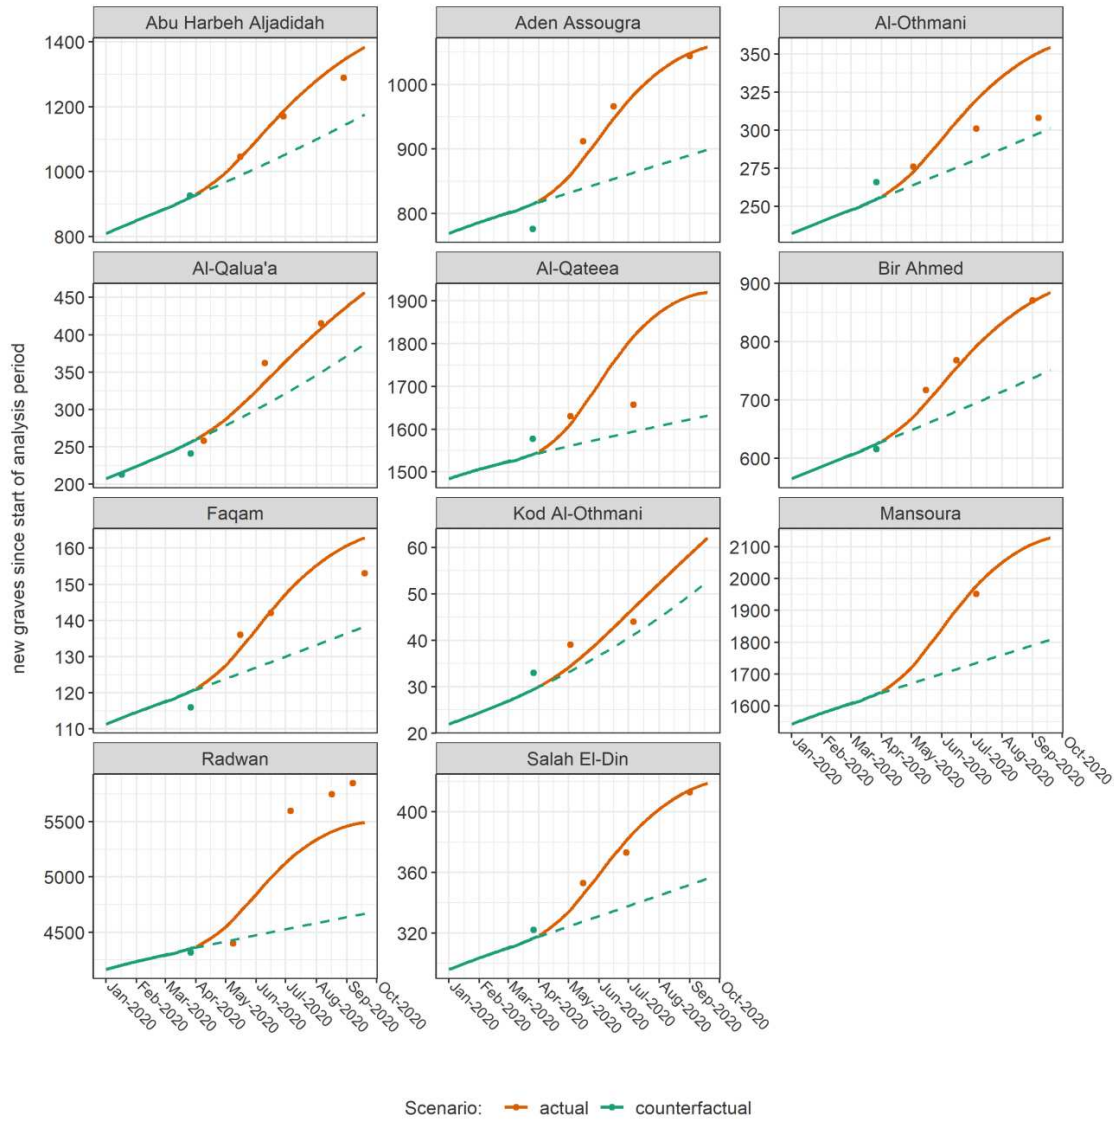 new graves since start of analysis period
Abu Harbeh Aljadidah
1400
1200
1000
800
Aden Assougra
1000
900
800
Al-Othmani
350
325
300
275
250
Al-Qalua'a
450
400
350
300
250
200
Al-Qateea
1900
1800
1700
1600
1500
Bir Ahmed
900
800
700
600
Faqam
160
150
140
130
120
110
Kod Al-Othmani
60
50
40
30
20
Mansoura
2100
2000
1900
1800
1700
1600
Jan-2020
Feb-2020
Mar-2020
Apr-2020
May-2020
Jun-2020
Jul-2020
Aug-2020
Sep-2020
Oct-2020
Radwan
5500
5000
4500
Jan-2020
Feb-2020
Mar-2020
Apr-2020
May-2020
Jun-2020
Jul-2020
Aug-2020
Sep-2020
Oct-2020
Salah El-Din
400
360
320
Jan-2020
Feb-2020
Mar-2020
Apr-2020
May-2020
Jun-2020
Jul-2020
Aug-2020
Sep-2020
Oct-2020
Scenario: actual counterfactual